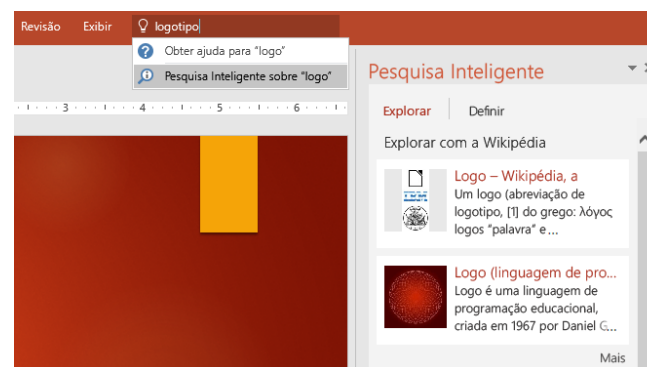 Revisão Exibir logotipo
Obter ajuda para “logo”
Pesquisa Inteligente sobre “logo”
3 4 5 6
Pesquisa Inteligente
Explorar Definir
Explorar com a Wikipédia
Logo – Wikipédia, a
Um logo (abreviação de
logotipo, [1] do grego: λόγος
logos “palavra” e...
IBM
Logo (linguagem de pro...
Logo é uma linguagem de
programação educacional,
criada em 1967 por Daniel G...
Mais